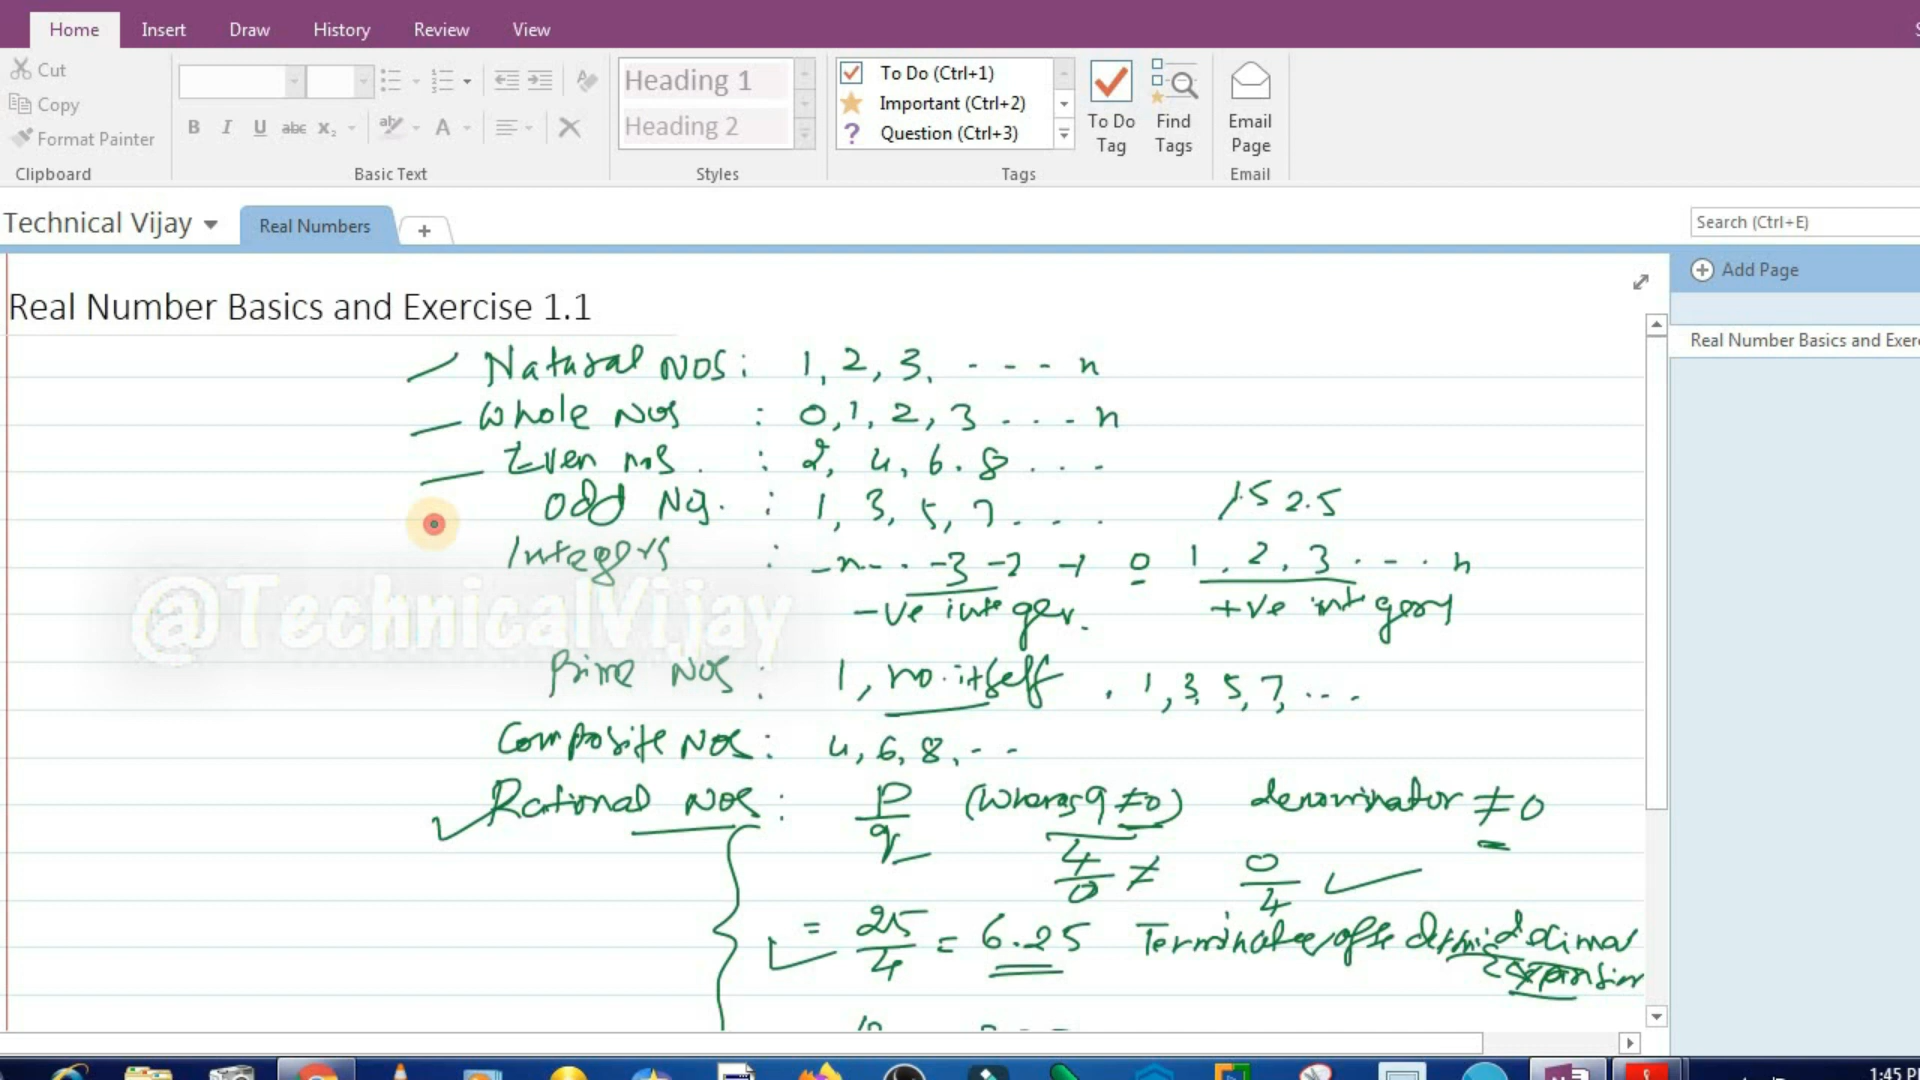 Home Insert Draw History Review View
Cut
Copy
Format Painter
Clipboard
B I U abc x₂ A
Basic Text
Heading 1
Heading 2
Styles
To Do (Ctrl+1)
Important (Ctrl+2)
? Question (Ctrl+3)
To Do Tag
Find Tags
Tags
Email Page
Email
Technical Vijay Real Numbers +
Search (Ctrl+E)
Add Page
Real Number Basics and Exer
Real Number Basics and Exercise 1.1
Natural NOS: 1, 2, 3, - - - n
Whole NOS : 0, 1, 2, 3 . . . - n
Even nos. : 2, 4, 6. 8 . . .
Odd No. : 1, 3, 5, 7 . . . 1.5 2.5
Integers : -n - . -3 -2 -1 0 1, 2, 3 . - - . n
-ve integer. +ve integers
@TechnicalVijay
Prime NOS: 1, no. itself . 1, 3, 5, 7, ...
Composite NOS: 4, 6, 8, - -
Rational NOS: p/q (where q ≠0) denominator ≠ 0
4/0 ≠ 0/4 ✓
= 25/4 = 6.25 decimal
expansion
1:45 P